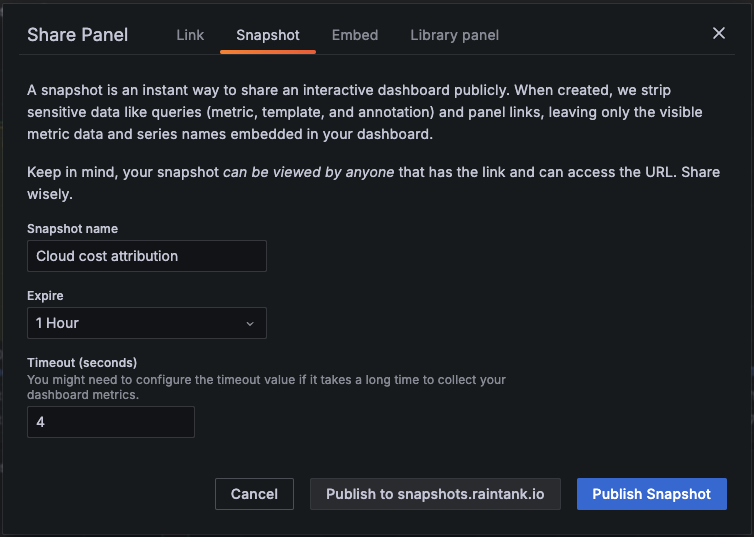 Share Panel
Link
Snapshot
Embed
Library panel
A snapshot is an instant way to share an interactive dashboard publicly. When created, we strip
sensitive data like queries (metric, template, and annotation) and panel links, leaving only the visible
metric data and series names embedded in your dashboard.
Keep in mind, your snapshot can be viewed by anyone that has the link and can access the URL. Share
wisely.
Snapshot name
Cloud cost attribution
Expire
1 Hour
Timeout (seconds)
You might need to configure the timeout value if it takes a long time to collect your
dashboard metrics.
4
Cancel
Publish to snapshots.raintank.io
Publish Snapshot